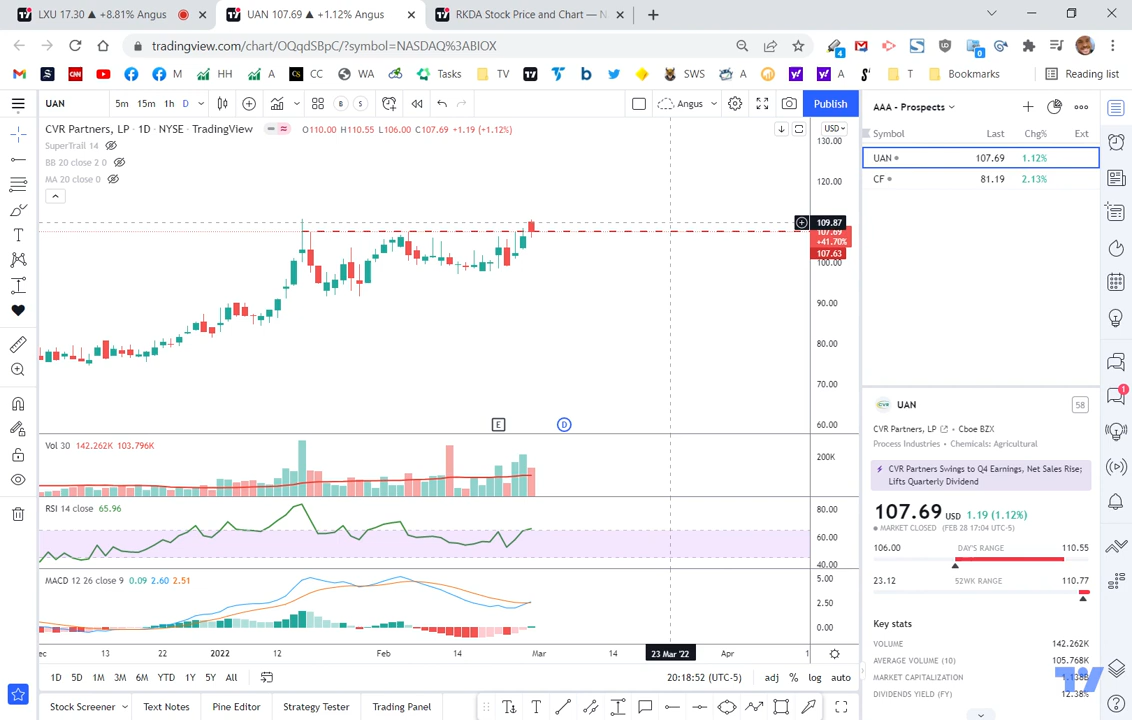 LXU 17.30 ▲ +8.81% Angus
UAN 107.69 ▲ +1.12% Angus
RKDA Stock Price and Chart — N
tradingview.com/chart/OQqdSBpC/?symbol=NASDAQ%3ABIOX
4
0
CNN
M
HH
A
CC
WA
Tasks
TV
SWS
A
A
T
Bookmarks
Reading list
UAN
5m 15m 1h D
B
S
Angus
Publish
CVR Partners, LP · 1D · NYSE · TradingView
O110.00 H110.55 L106.00 C107.69 +1.19 (+1.12%)
SuperTrail 14
BB 20 close 2 0
MA 20 close 0
USD
130.00
120.00
109.87
107.69
+41.70%
107.63
100.00
90.00
80.00
70.00
60.00
E
D
Vol 30 142.262K 103.796K
200K
RSI 14 close 65.96
80.00
60.00
40.00
MACD 12 26 close 9 0.09 2.60 2.51
5.00
2.50
0.00
ec 13 22 2022 Feb 14 Mar 14 23 Mar '22 Apr 1
1D 5D 1M 3M 6M YTD 1Y 5Y All
20:18:52 (UTC-5)
adj % log auto
Stock Screener
Text Notes
Pine Editor
Strategy Tester
Trading Panel
AAA - Prospects
Symbol Last Chg% Ext
UAN 107.69 1.12%
CF 81.19 2.13%
UAN
58
CVR Partners, LP · Cboe BZX
Process Industries · Chemicals: Agricultural
CVR Partners Swings to Q4 Earnings, Net Sales Rise;
Lifts Quarterly Dividend
107.69 USD 1.19 (1.12%)
MARKET CLOSED (FEB 28 17:04 UTC-5)
106.00 DAY'S RANGE 110.55
23.12 52WK RANGE 110.77
Key stats
VOLUME 142.262K
AVERAGE VOLUME (10) 105.768K
MARKET CAPITALIZATION 1.138B
DIVIDENDS YIELD (FY) 12.38%
1